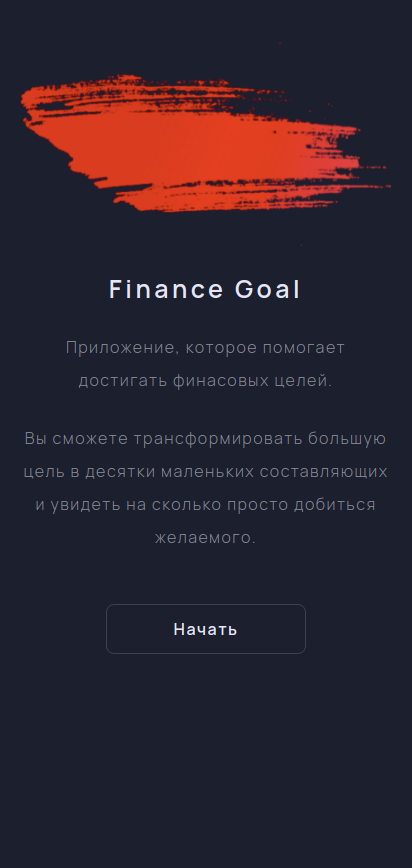 Finance Goal
Приложение, которое помогает
достигать финасовых целей.
Вы сможете трансформировать большую
цель в десятки маленьких составляющих
и увидеть на сколько просто добиться
желаемого.
Начать